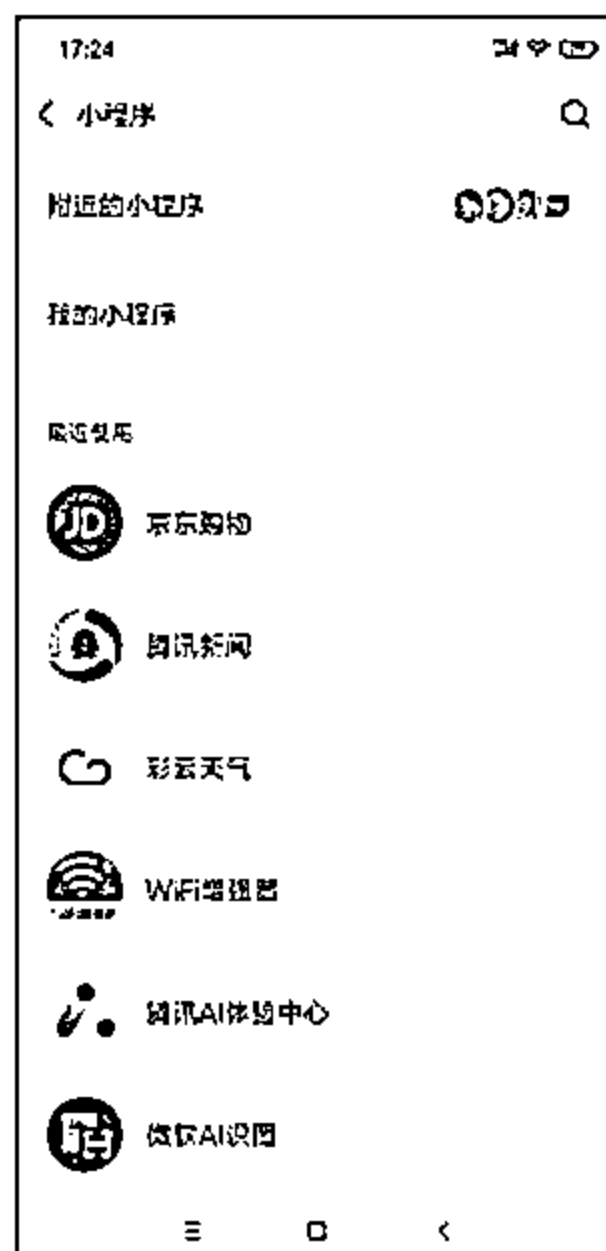 17:24
小程序
附近的小程序
我的小程序
最近使用
JD
京东购物
腾讯新闻
彩云天气
WiFi增强器
腾讯AI体验中心
微软AI识图